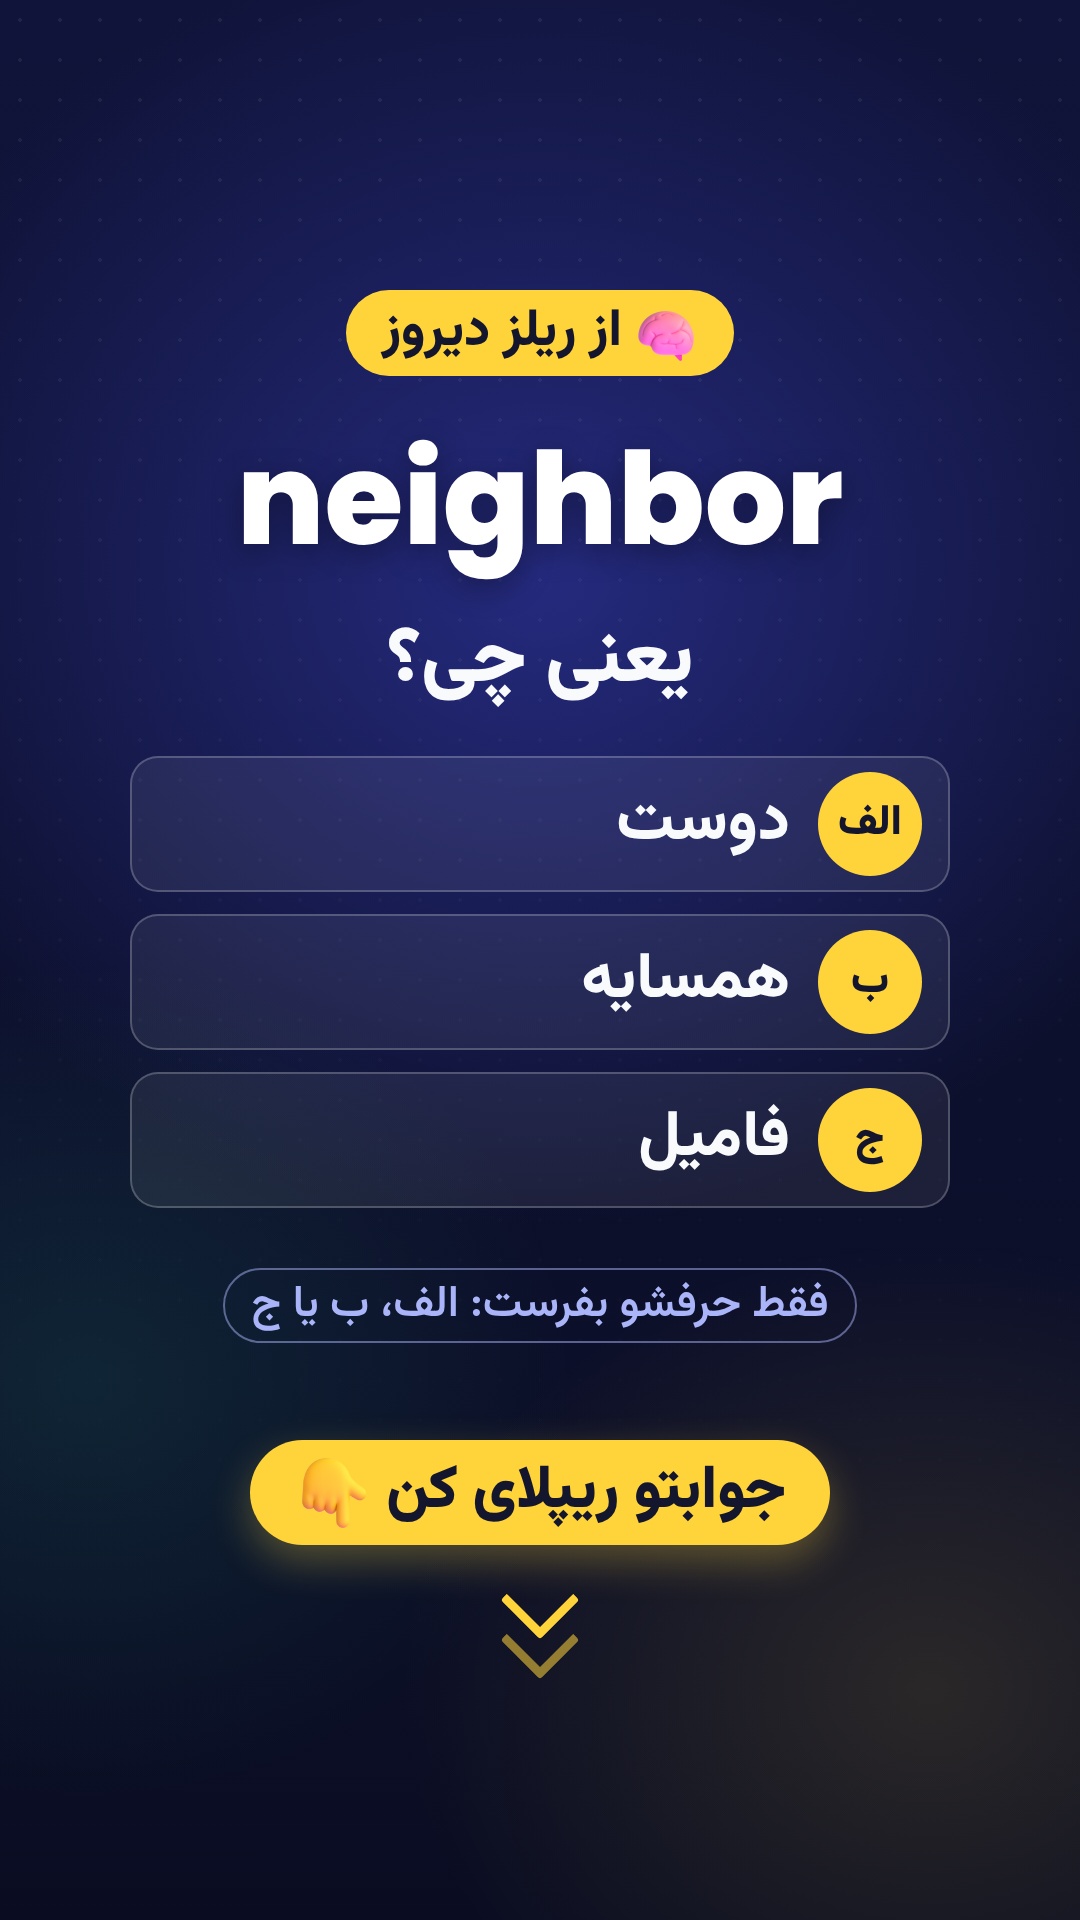 🧠 از ریلز دیروز
neighbor
یعنی چی؟
الف دوست
ب همسایه
ج فامیل
فقط حرفشو بفرست: الف، ب یا ج
جوابتو ریپلای کن 👇